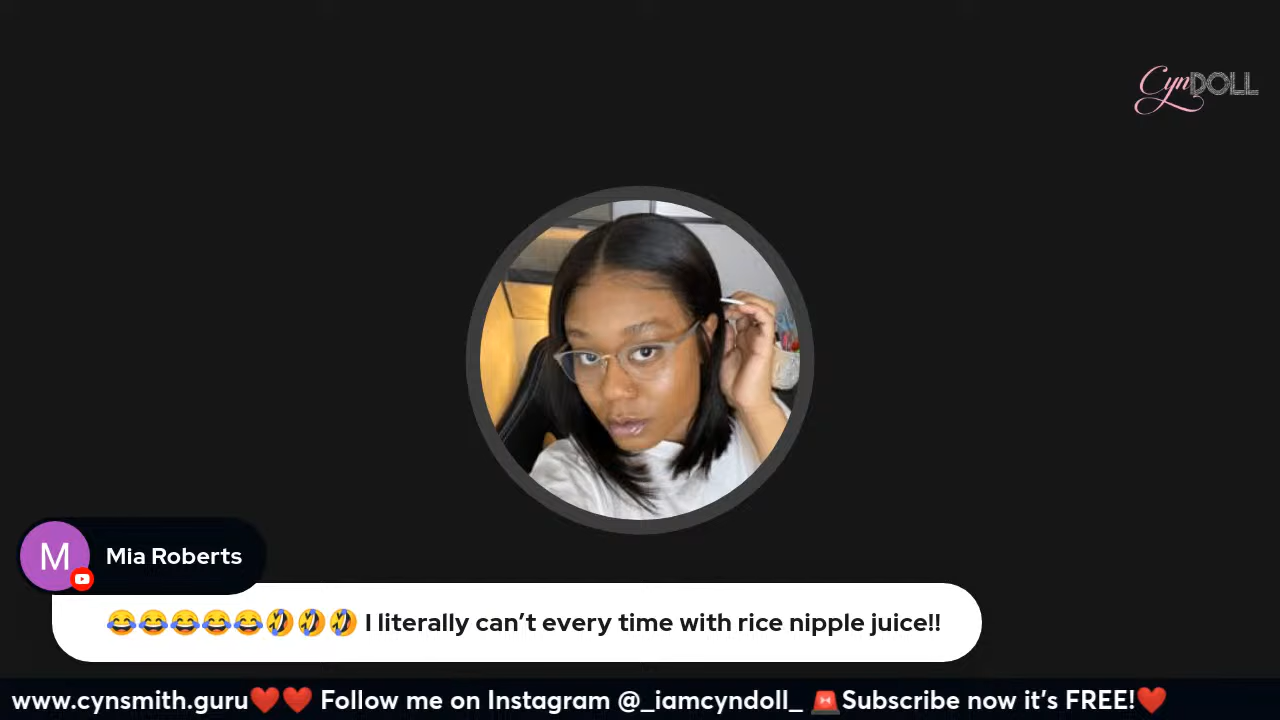 CynDOLL
M
Mia Roberts
😂😂😂😂😂🤣🤣🤣 I literally can’t every time with rice nipple juice!!
www.cynsmith.guru❤️❤️ Follow me on Instagram @_iamcyndoll_ 🚨Subscribe now it's FREE!❤️